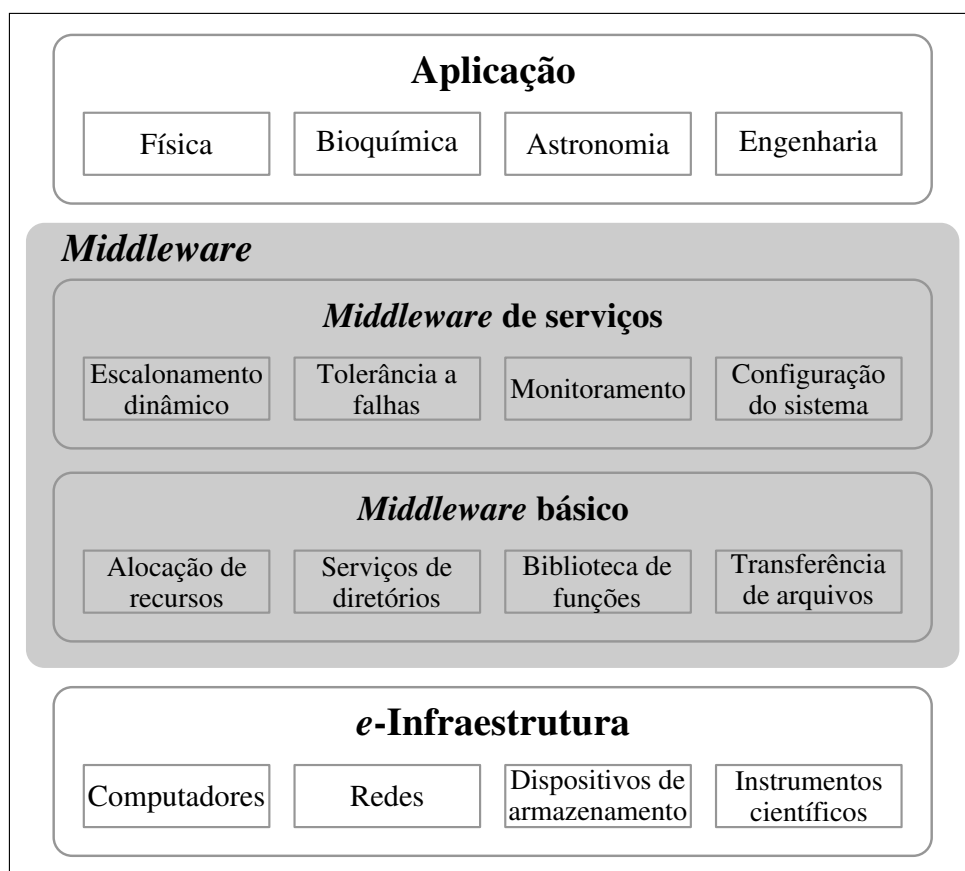 Aplicação
Física
Bioquímica
Astronomia
Engenharia
Middleware
Middleware de serviços
Escalonamento
dinâmico
Tolerância a
falhas
Monitoramento
Configuração
do sistema
Middleware básico
Alocação de
recursos
Serviços de
diretórios
Biblioteca de
funções
Transferência
de arquivos
e-Infraestrutura
Computadores
Redes
Dispositivos de
armazenamento
Instrumentos
científicos